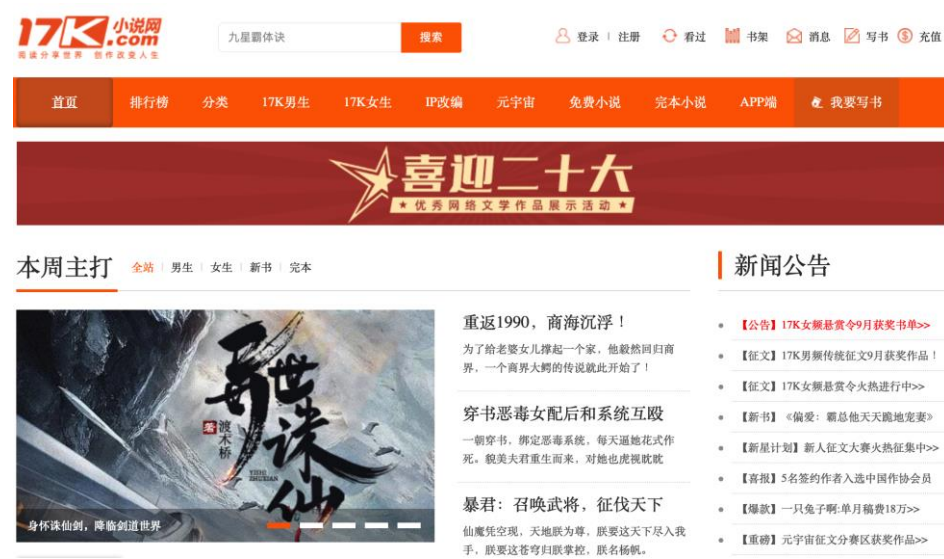 17K小说网
.com
阅读分享世界 创作改变人生
九星霸体诀
搜索
登录
注册
看过
书架
消息
写书
充值
首页
排行榜
分类
17K男生
17K女生
IP改编
元宇宙
免费小说
完本小说
APP端
我要写书
喜迎二十大
★优秀网络文学作品展示活动★
本周主打
全站
男生
女生
新书
完本
再世诛仙
渡木桥
著
身怀诛仙剑，降临剑道世界
重返1990，商海沉浮！
为了给老婆女儿撑起一个家，他毅然回归商
界，一个商界大鳄的传说就此开始了！
穿书恶毒女配后和系统互殴
一朝穿书，绑定恶毒系统，每天逼她花式作
死。貌美夫君重生而来，对她也虎视眈眈
暴君：召唤武将，征伐天下
仙魔凭空现，天地朕为尊，朕要这天下尽入我
手，朕要这苍穹归朕掌控，朕名杨帆。
新闻公告
【公告】17K女频悬赏令9月获奖书单>>
【征文】17K男频传统征文9月获奖作品！
【征文】17K女频悬赏令火热进行中>>
【新书】《偏爱：霸总他天天跪地宠妻》
【新星计划】新人征文大赛火热征集中>>
【喜报】5名签约作者入选中国作协会员
【爆款】一只兔子啊:单月稿费18万>>
【重磅】元宇宙征文分赛区获奖作品>>